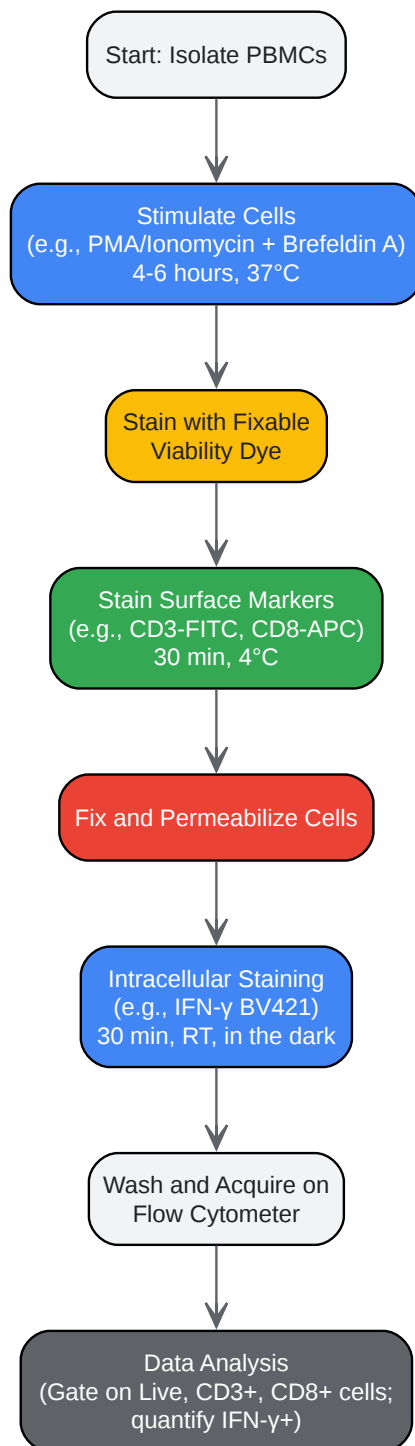 Start: Isolate PBMCs
Stimulate Cells
(e.g., PMA/Ionomycin + Brefeldin A)
4-6 hours, 37°C
Stain with Fixable
Viability Dye
Stain Surface Markers
(e.g., CD3-FITC, CD8-APC)
30 min, 4°C
Fix and Permeabilize Cells
Intracellular Staining
(e.g., IFN-γ BV421)
30 min, RT, in the dark
Wash and Acquire on
Flow Cytometer
Data Analysis
(Gate on Live, CD3+, CD8+ cells;
quantify IFN-γ+)